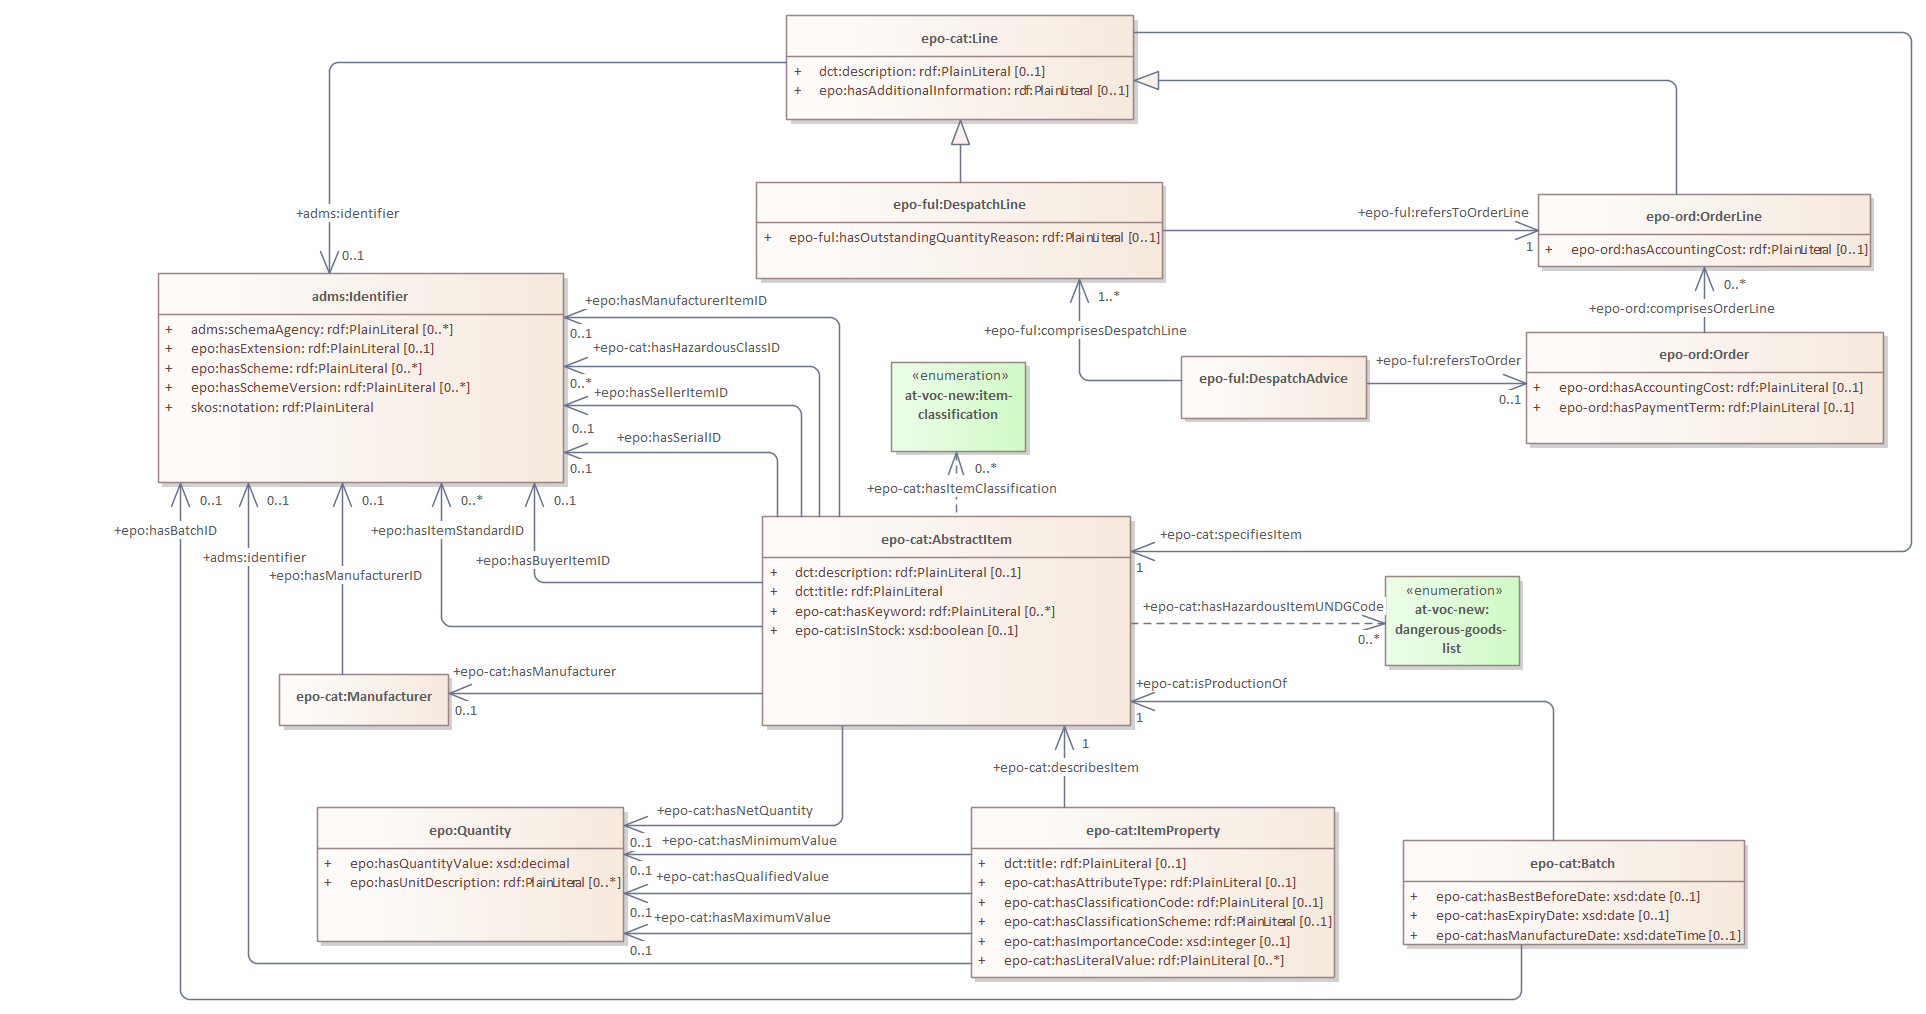 epo-cat:Line
+ dct:description: rdf:PlainLiteral [0..1]
+ epo:hasAdditionalInformation: rdf:PlainLiteral [0..1]
+adms:identifier
0..1
epo-ful:DespatchLine
+ epo-ful:hasOutstandingQuantityReason: rdf:PlainLiteral [0..1]
+epo-ful:refersToOrderLine
1
epo-ord:OrderLine
+ epo-ord:hasAccountingCost: rdf:PlainLiteral [0..1]
0..*
+epo-ord:comprisesOrderLine
adms:Identifier
+ adms:schemaAgency: rdf:PlainLiteral [0..*]
+ epo:hasExtension: rdf:PlainLiteral [0..1]
+ epo:hasScheme: rdf:PlainLiteral [0..*]
+ epo:hasSchemeVersion: rdf:PlainLiteral [0..*]
+ skos:notation: rdf:PlainLiteral
+epo:hasManufacturerItemID
0..1
+epo-cat:hasHazardousClassID
0..*
+epo:hasSellerItemID
0..1
+epo:hasSerialID
0..1
1..*
+epo-ful:comprisesDespatchLine
epo-ful:DespatchAdvice
+epo-ful:refersToOrder
0..1
epo-ord:Order
+ epo-ord:hasAccountingCost: rdf:PlainLiteral [0..1]
+ epo-ord:hasPaymentTerm: rdf:PlainLiteral [0..1]
«enumeration»
at-voc-new:item-
classification
0..*
+epo-cat:hasItemClassification
0..1
+epo:hasBatchID
0..1
+adms:identifier
0..1
+epo:hasManufacturerID
0..*
+epo:hasItemStandardID
0..1
+epo:hasBuyerItemID
epo-cat:AbstractItem
+ dct:description: rdf:PlainLiteral [0..1]
+ dct:title: rdf:PlainLiteral
+ epo-cat:hasKeyword: rdf:PlainLiteral [0..*]
+ epo-cat:isInStock: xsd:boolean [0..1]
+epo-cat:specifiesItem
1
+epo-cat:hasHazardousItemUNDGCode
0..*
«enumeration»
at-voc-new:
dangerous-goods-
list
+epo-cat:isProductionOf
1
epo-cat:Manufacturer
+epo-cat:hasManufacturer
0..1
1
+epo-cat:describesItem
epo:Quantity
+ epo:hasQuantityValue: xsd:decimal
+ epo:hasUnitDescription: rdf:PlainLiteral [0..*]
+epo-cat:hasNetQuantity
0..1
+epo-cat:hasMinimumValue
0..1
+epo-cat:hasQualifiedValue
0..1
+epo-cat:hasMaximumValue
0..1
epo-cat:ItemProperty
+ dct:title: rdf:PlainLiteral [0..1]
+ epo-cat:hasAttributeType: rdf:PlainLiteral [0..1]
+ epo-cat:hasClassificationCode: rdf:PlainLiteral [0..1]
+ epo-cat:hasClassificationScheme: rdf:PlainLiteral [0..1]
+ epo-cat:hasImportanceCode: xsd:integer [0..1]
+ epo-cat:hasLiteralValue: rdf:PlainLiteral [0..*]
epo-cat:Batch
+ epo-cat:hasBestBeforeDate: xsd:date [0..1]
+ epo-cat:hasExpiryDate: xsd:date [0..1]
+ epo-cat:hasManufactureDate: xsd:dateTime [0..1]